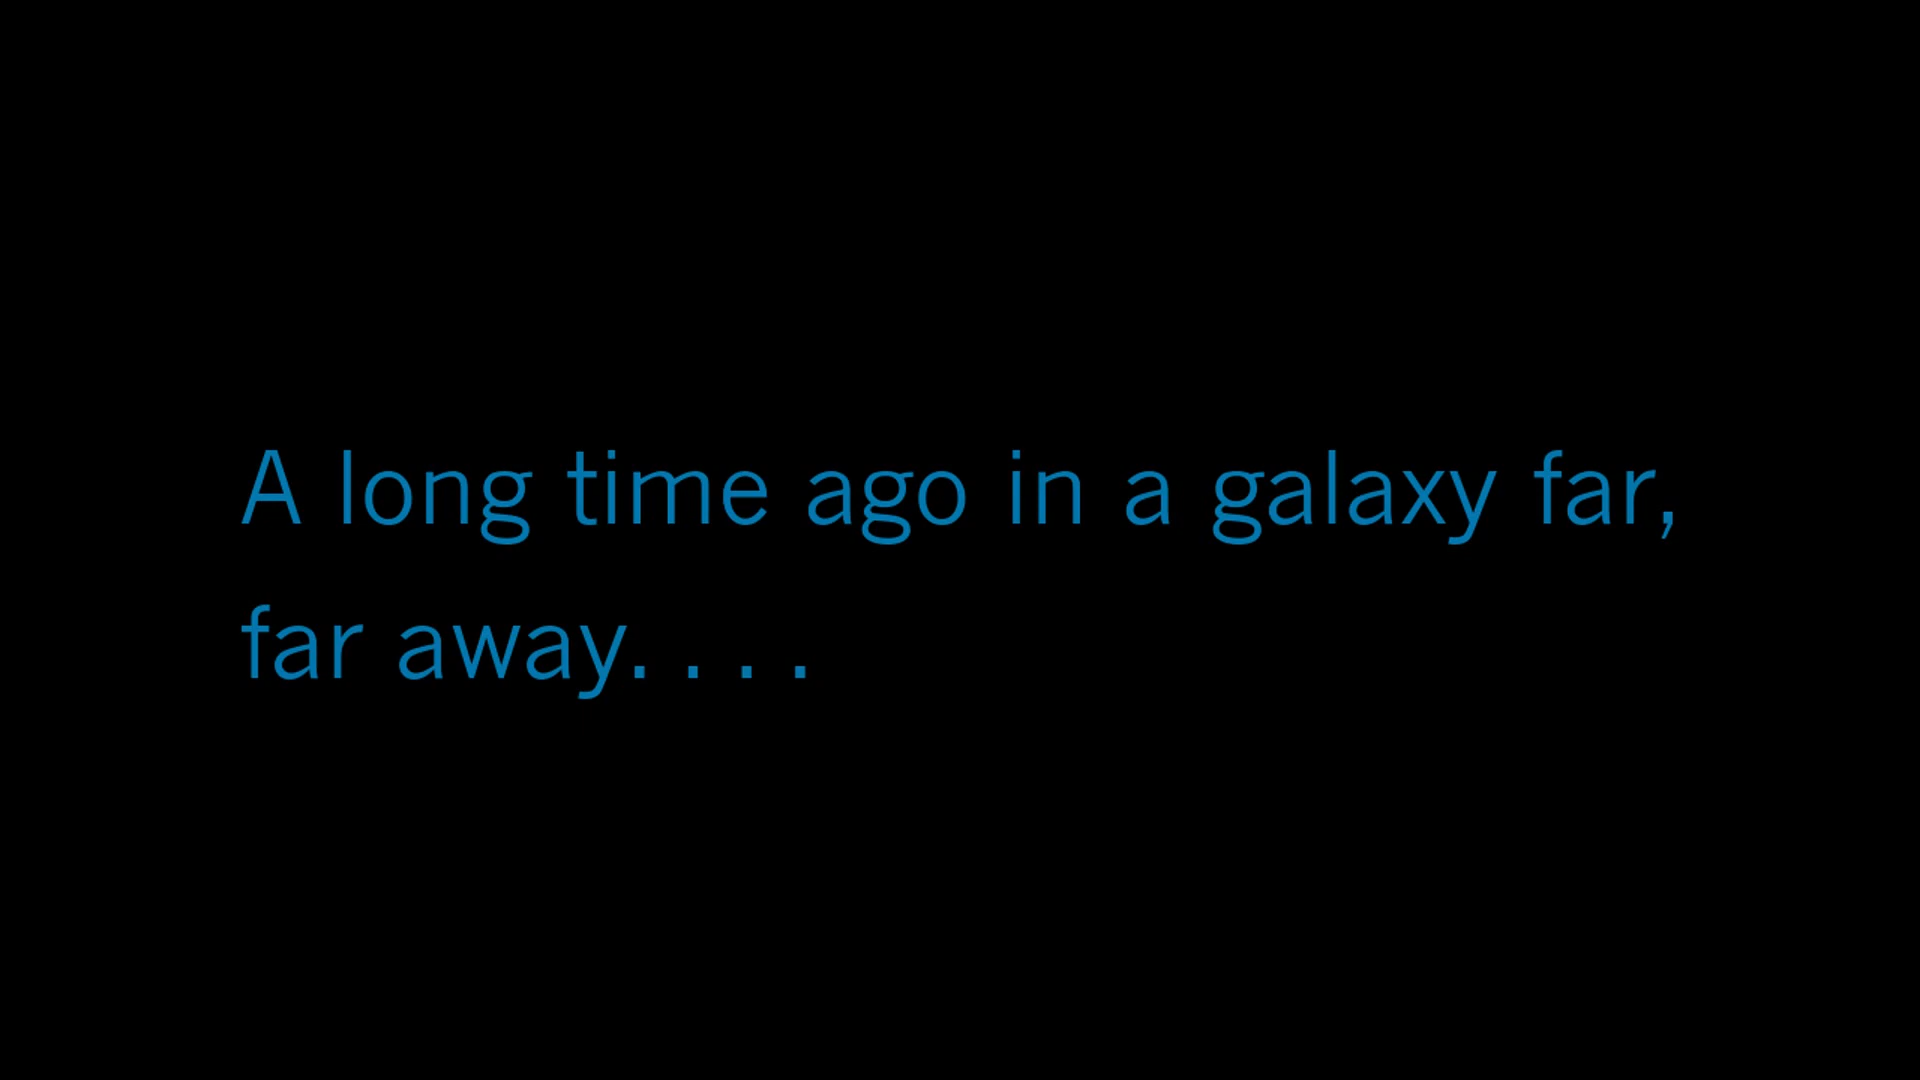 A long time ago in a galaxy far,
far away. . . .